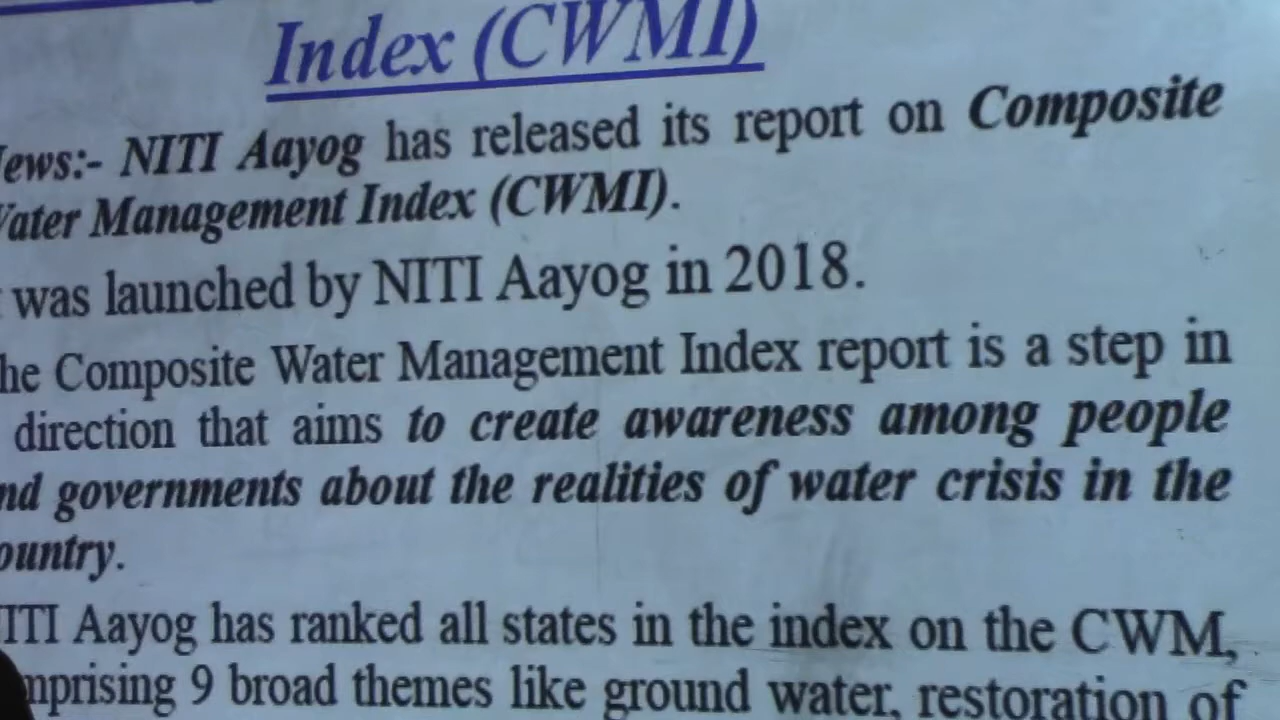 Index (CWMI)
News:- NITI Aayog has released its report on Composite
Water Management Index (CWMI).
was launched by NITI Aayog in 2018.
he Composite Water Management Index report is a step in
direction that aims to create awareness among people
nd governments about the realities of water crisis in the
ountry.
ITI Aayog has ranked all states in the index on the CWM,
mprising 9 broad themes like ground water, restoration of